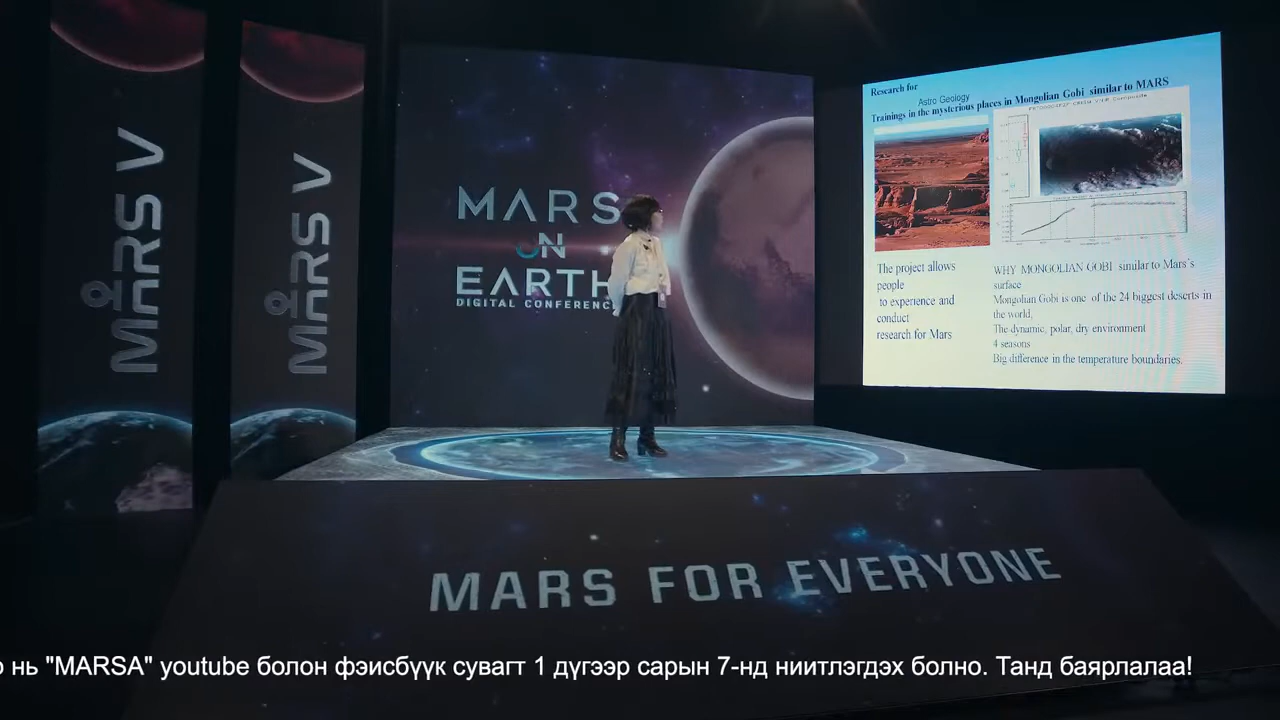 MARS V
MARS V
MARS
ON
EARTH
DIGITAL CONFERENCE
Research for
Astro Geology
Trainings in the mysterious places in Mongolian Gobi similar to MARS
The project allows
people
to experience and
conduct
research for Mars
WHY MONGOLIAN GOBI similar to Mars's
surface
Mongolian Gobi is one of the 24 biggest deserts in
the world,
The dynamic, polar, dry environment
4 seasons
Big difference in the temperature boundaries.
MARS FOR EVERYONE
нь "MARSA" youtube болон фэисбүүк сувагт 1 дүгээр сарын 7-нд ниитлэгдэх болно. Танд баярлалаа!